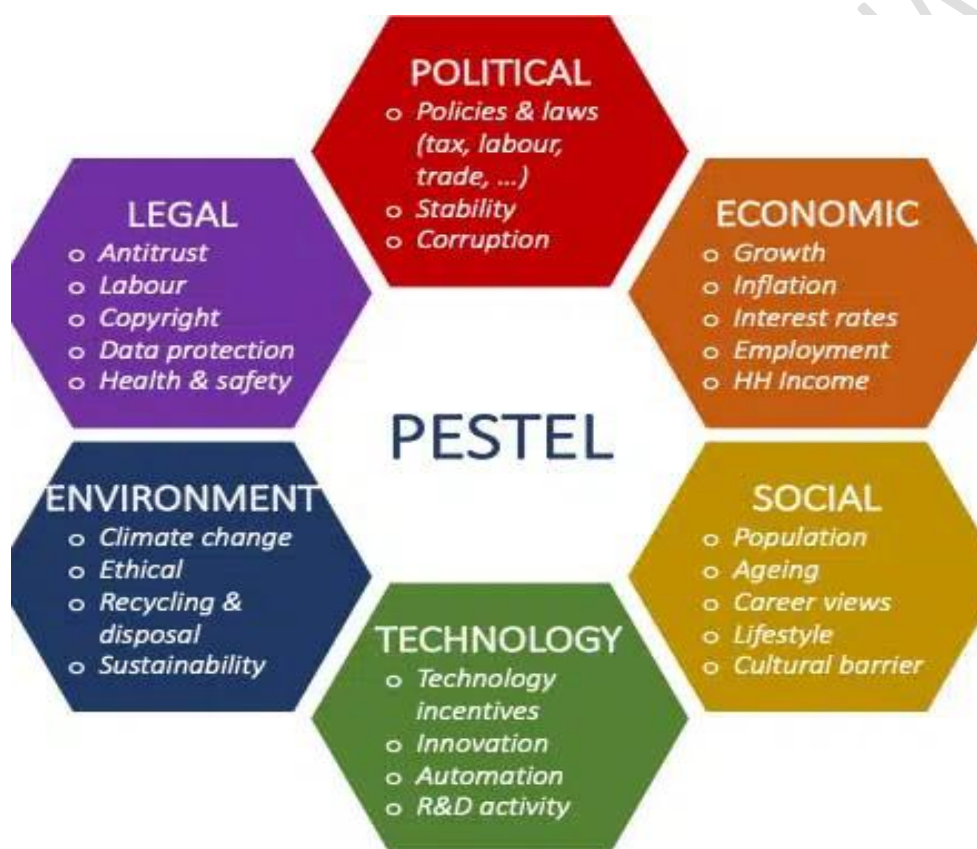 POLITICAL
o Policies & laws
(tax, labour,
trade, ...)
o Stability
o Corruption
ECONOMIC
o Growth
o Inflation
o Interest rates
o Employment
o HH Income
SOCIAL
o Population
o Ageing
o Career views
o Lifestyle
o Cultural barrier
TECHNOLOGY
o Technology
incentives
o Innovation
o Automation
o R&D activity
ENVIRONMENT
o Climate change
o Ethical
o Recycling &
disposal
o Sustainability
LEGAL
o Antitrust
o Labour
o Copyright
o Data protection
o Health & safety
PESTEL